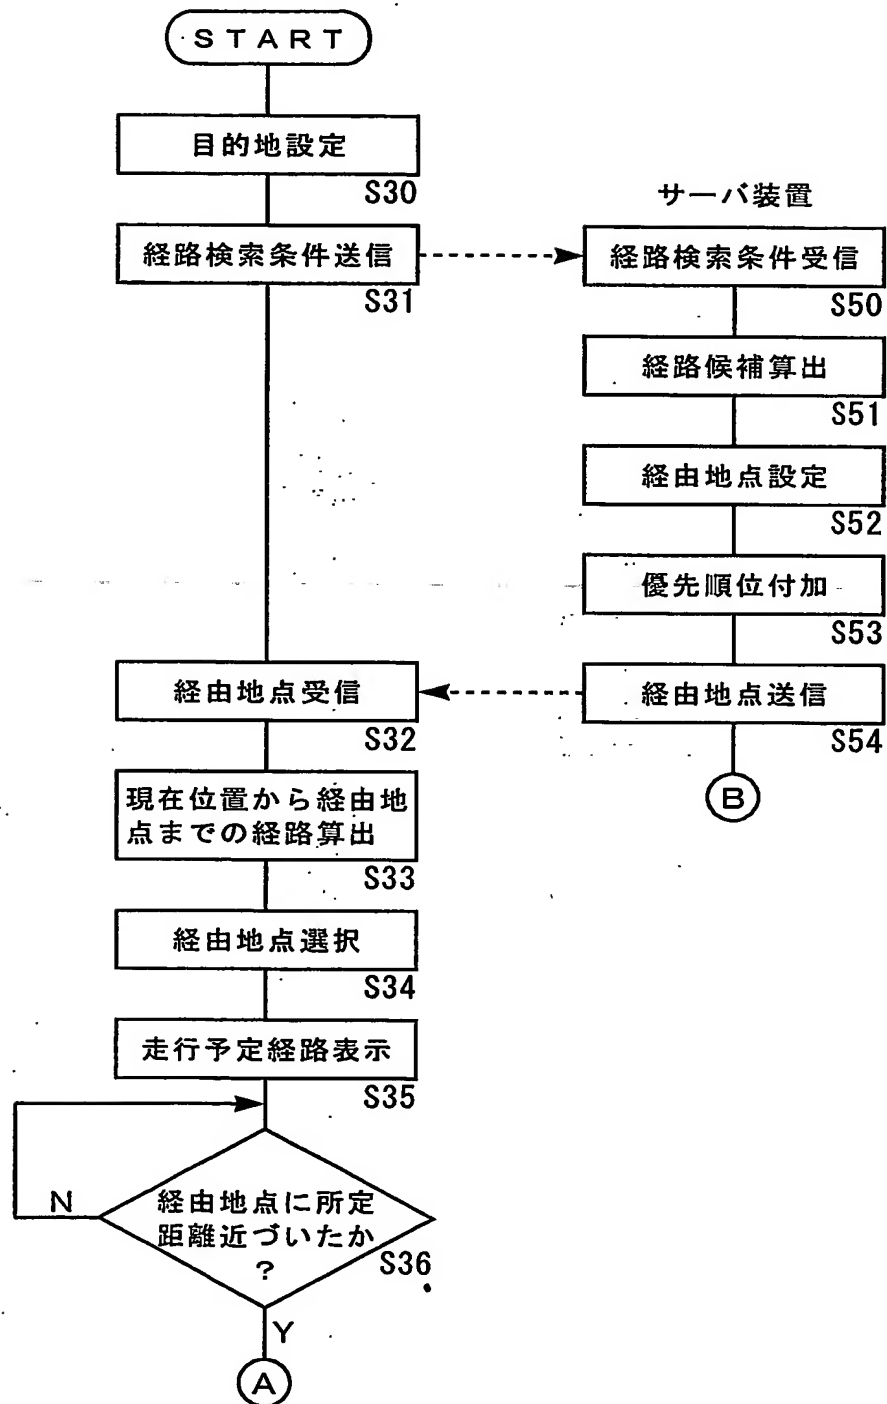 START
目的地設定
S30
経路検索条件送信
S31
サーバ装置
経路検索条件受信
S50
経路候補算出
S51
経由地点設定
S52
優先順位付加
S53
経由地点送信
S54
B
経由地点受信
S32
現在位置から経由地
点までの経路算出
S33
経由地点選択
S34
走行予定経路表示
S35
N
経由地点に所定
距離近づいたか
?
S36
Y
A